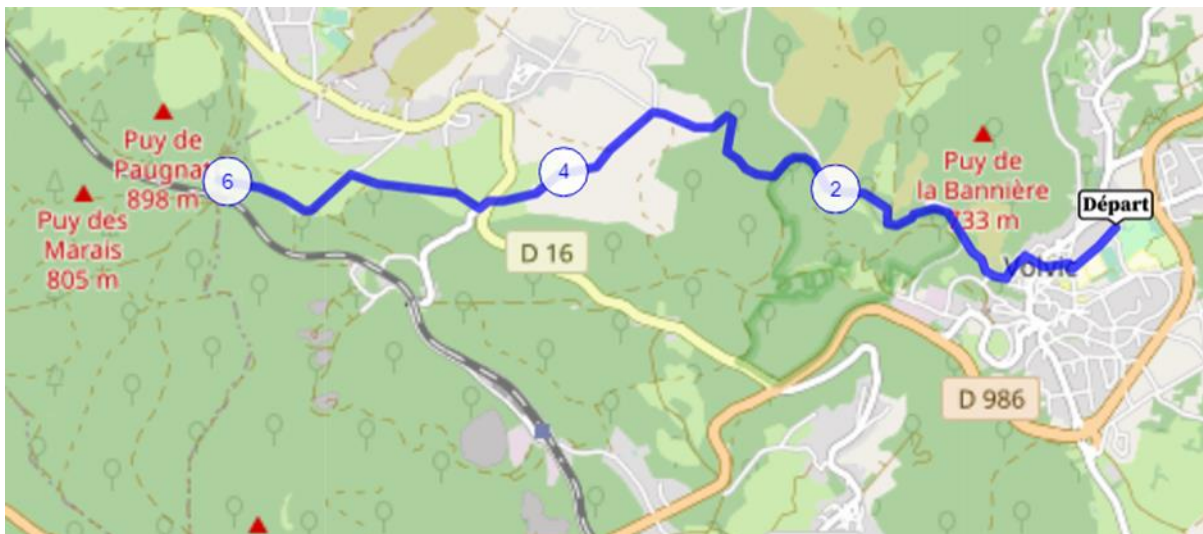 Puy de
Paugnat
898 m
6
Puy des
Marais
805 m
4
D 16
2
Puy de
la Bannière
733 m
Départ
Volvic
D 986